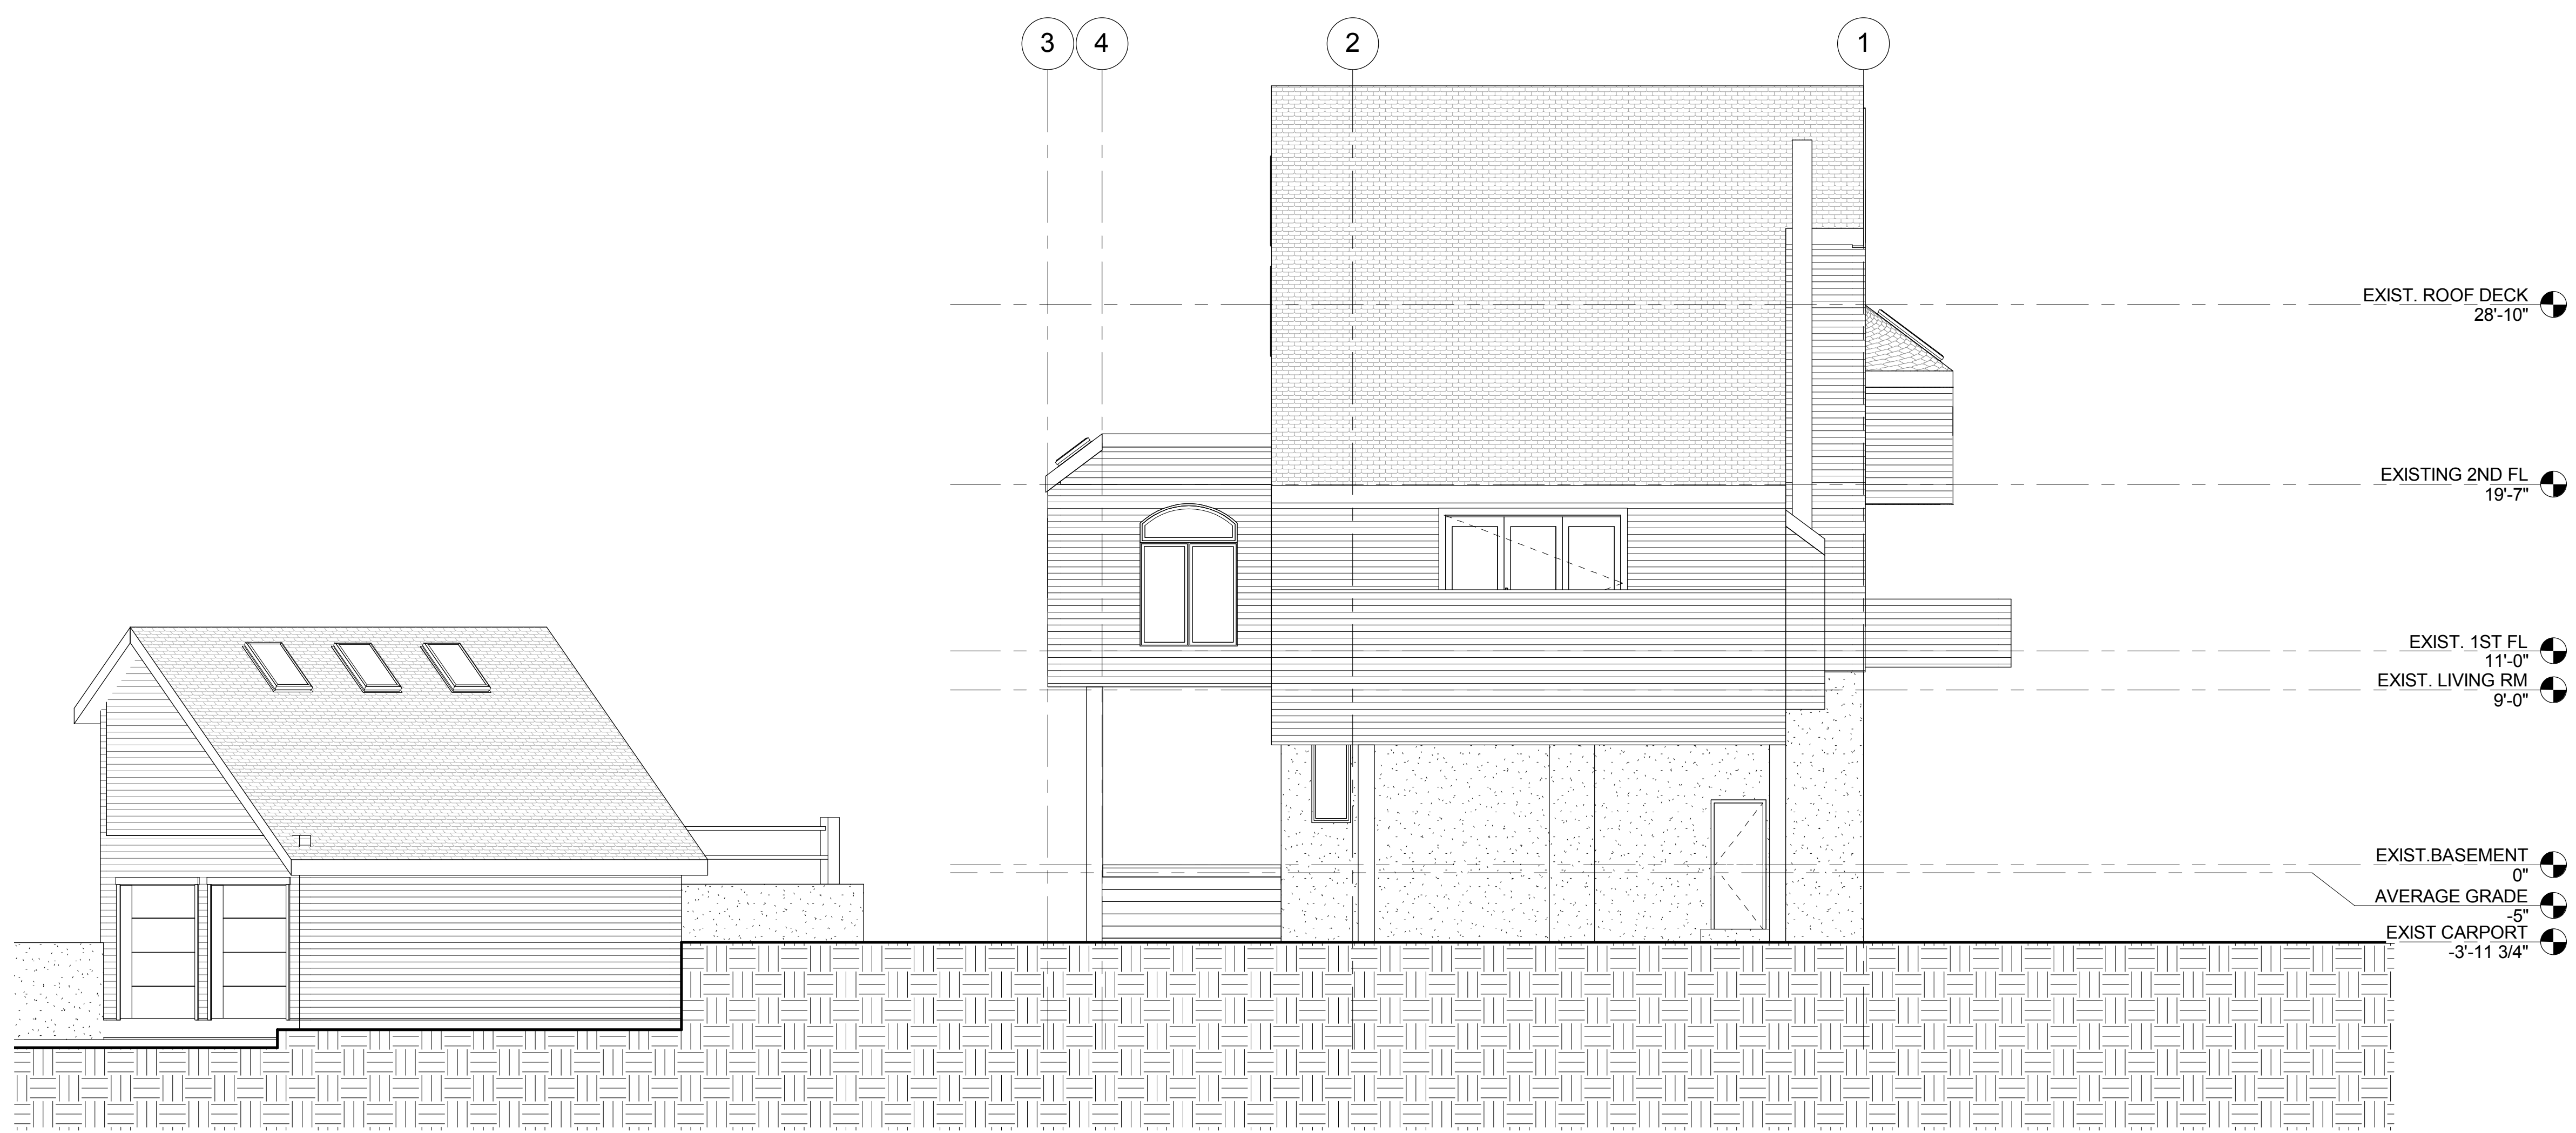 3
4
2
1
EXIST. ROOF DECK
28'-10"
EXISTING 2ND FL
19'-7"
EXIST. 1ST FL
11'-0"
EXIST. LIVING RM
9'-0"
EXIST.BASEMENT
0"
AVERAGE GRADE
-5"
EXIST CARPORT
-3'-11 3/4"